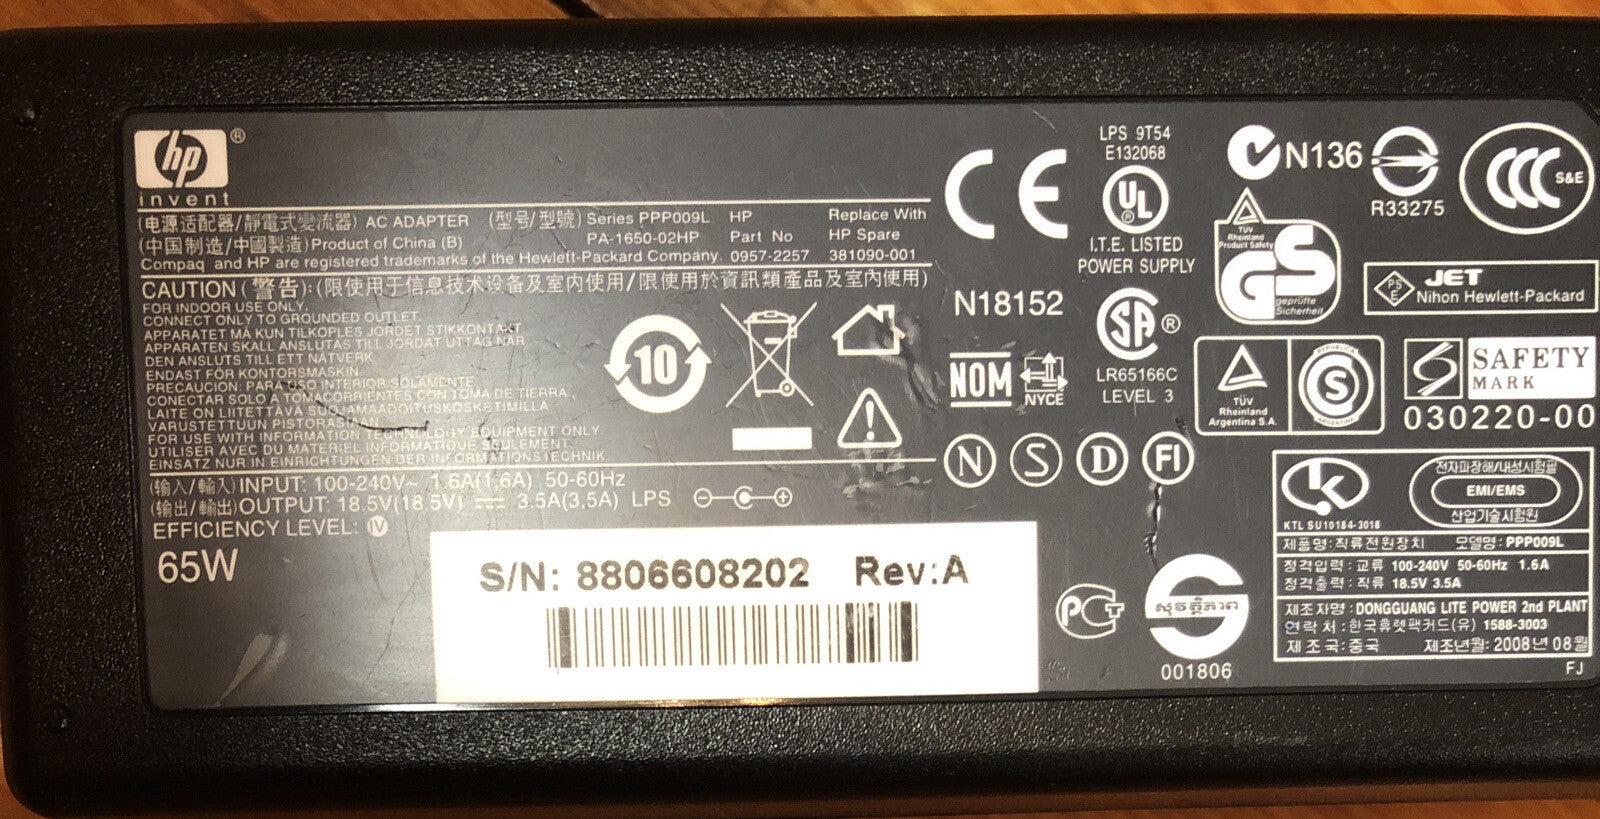 hp ®
invent
(电源适配器/靜電式變流器) AC ADAPTER (型号/型號) Series PPP009L HP Replace With
PA-1650-02HP Part No HP Spare
(中国制造/中國製造) Product of China (B)
Compaq and HP are registered trademarks of the Hewlett-Packard Company. 0957-2257 381090-001
CAUTION (警告): (限使用于信息技术设备及室内使用/限使用於資訊類產品及室內使用)
FOR INDOOR USE ONLY.
CONNECT ONLY TO GROUNDED OUTLET.
APPARATET MÅ KUN TILKOPLES JORDET STIKKONTAKT
APPARATEN SKALL ANSLUTAS TILL JORDAT UTTAG NÄR
DEN ANSLUTS TILL ETT NÄTVERK.
ENDAST FÖR KONTORSMASKIN.
PRECAUCION: PARA USO INTERIOR SOLAMENTE
CONECTAR SOLO A TOMACORRIENTES CON TOMA DE TIERRA,
LAITE ON LIITETTÄVÄ SUOJAMAADOITUSKOSKETIMILLA
VARUSTETTUUN PISTORASIAAN
FOR USE WITH INFORMATION TECHNOLOGY EQUIPMENT ONLY
UTILISER AVEC DU MATERIEL INFORMATIQUE SEULEMENT.
EINSATZ NUR IN EINRICHTUNGEN DER INFORMATIONSTECHNIK
(输入/輸入) INPUT: 100-240V~ 1.6A(1,6A) 50-60Hz
(输出/輸出) OUTPUT: 18.5V(18.5V) 3.5A(3,5A) LPS
EFFICIENCY LEVEL: IV
65W
S/N: 8806608202 Rev:A
10
CE
LPS 9T54
E132068
UL ®
I.T.E. LISTED
POWER SUPPLY
N18152
SA ®
LR65166C
LEVEL 3
NOM
NYCE
N S D FI
N136
R33275
CCC S&E
TÜV
Rheinland
Product Safety
GS
geprüfte
Sicherheit
PS
E
JET
Nihon Hewlett-Packard
TÜV
Rheinland
Argentina S.A.
REPUBLICA
S
ARGENTINA
SAFETY
MARK
030220-00
PCT
สวัสดิภาพ
001806
K
KTL SU10184-3018
전자파장해/내성시험필
EMI/EMS
산업기술시험원
제품명: 직류전원장치 모델명: PPP009L
정격입력: 교류 100-240V 50-60Hz 1.6A
정격출력: 직류 18.5V 3.5A
제조자명: DONGGUANG LITE POWER 2nd PLANT
연락처: 한국휴렛팩커드(유) 1588-3003
제조국: 중국 제조년월: 2008년 08월
FJ